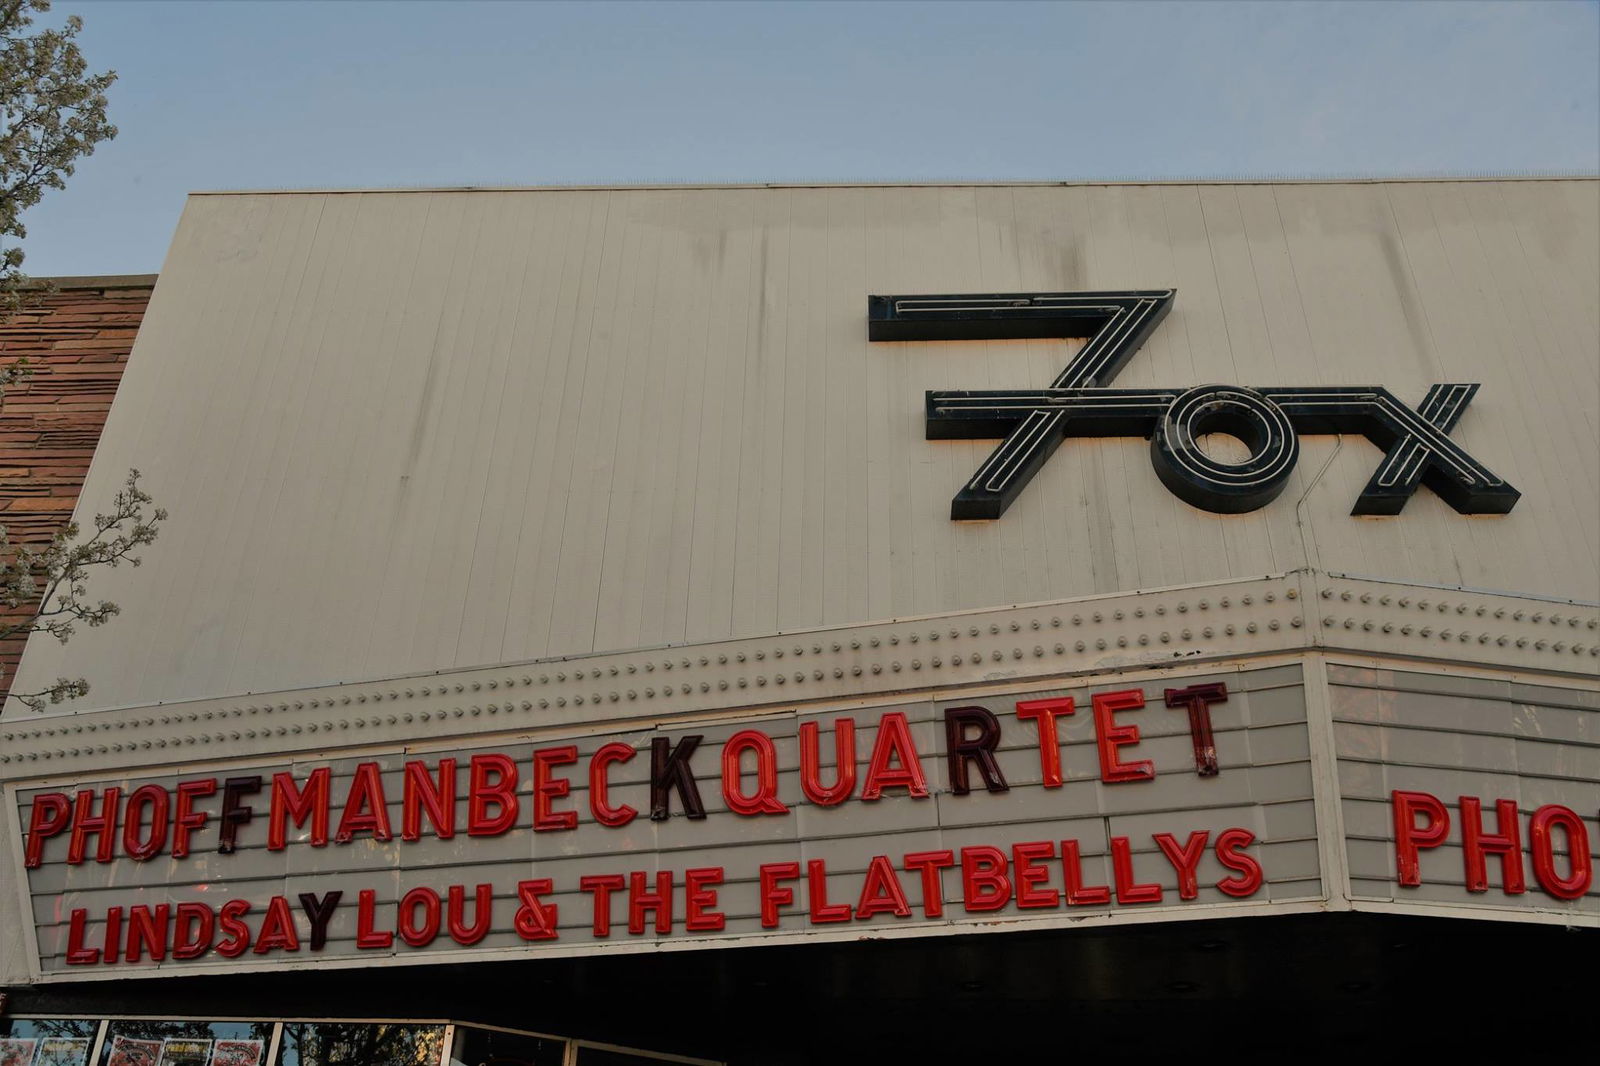 Fox
PHOFFMANBECKQUARTET
LINDSAY LOU & THE FLATBELLYS
PHO